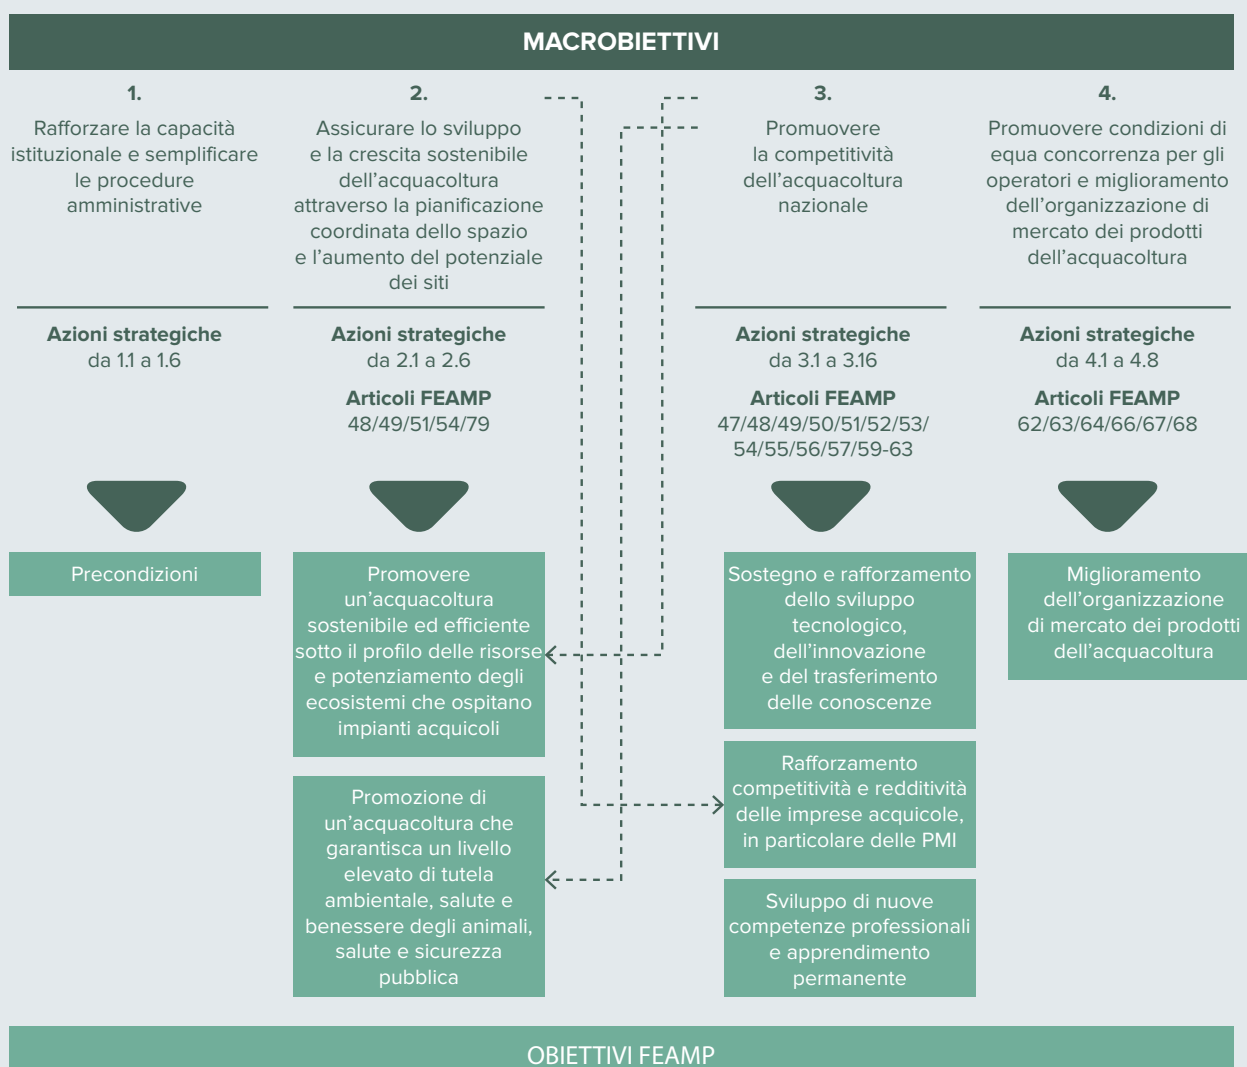 MACROBIETTIVI
1.
Rafforzare la capacità
istituzionale e semplificare
le procedure
amministrative
Azioni strategiche
da 1.1 a 1.6
Precondizioni
2.
Assicurare lo sviluppo
e la crescita sostenibile
dell'acquacoltura
attraverso la pianificazione
coordinata dello spazio
e l'aumento del potenziale
dei siti
Azioni strategiche
da 2.1 a 2.6
Articoli FEAMP
48/49/51/54/79
Promovere
un'acquacoltura
sostenibile ed efficiente
sotto il profilo delle risorse
e potenziamento degli
ecosistemi che ospitano
impianti acquicoli
Promozione di
un'acquacoltura che
garantisca un livello
elevato di tutela
ambientale, salute e
benessere degli animali,
salute e sicurezza
pubblica
3.
Promuovere
la competitività
dell'acquacoltura
nazionale
Azioni strategiche
da 3.1 a 3.16
Articoli FEAMP
47/48/49/50/51/52/53/
54/55/56/57/59-63
Sostegno e rafforzamento
dello sviluppo
tecnologico,
dell'innovazione
e del trasferimento
delle conoscenze
Rafforzamento
competitività e redditività
delle imprese acquicole,
in particolare delle PMI
Sviluppo di nuove
competenze professionali
e apprendimento
permanente
4.
Promuovere condizioni di
equa concorrenza per gli
operatori e miglioramento
dell'organizzazione di
mercato dei prodotti
dell'acquacoltura
Azioni strategiche
da 4.1 a 4.8
Articoli FEAMP
62/63/64/66/67/68
Miglioramento
dell'organizzazione
di mercato dei prodotti
dell'acquacoltura
OBIETTIVI FEAMP